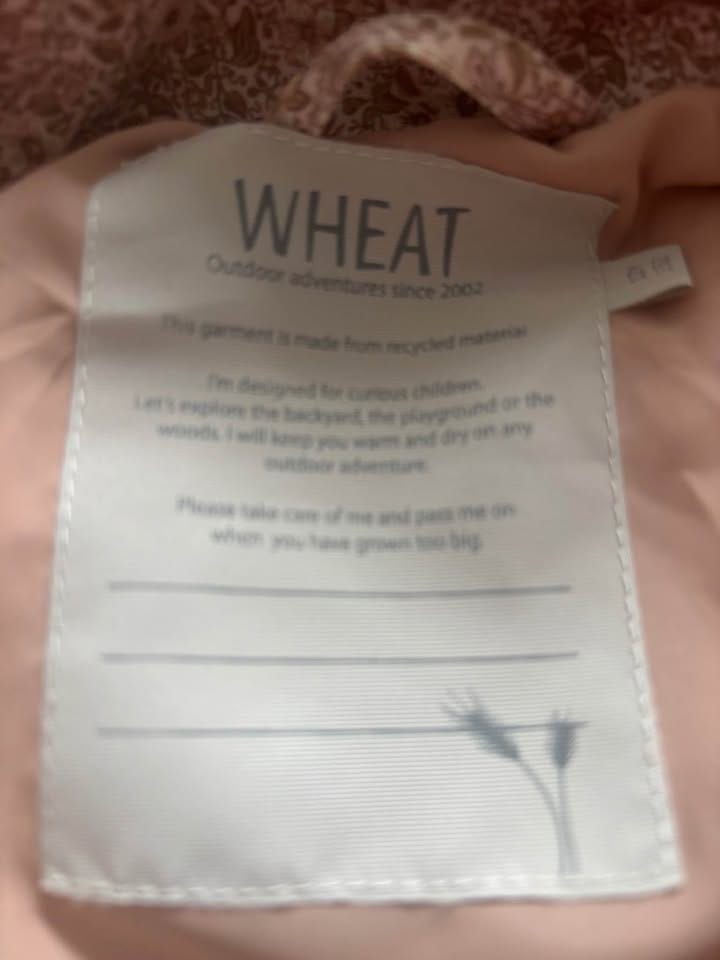 WHEAT
Outdoor adventures since 2002
This garment is made from recycled material
I'm designed for curious children.
Let's explore the backyard, the playground or the
woods. I will keep you warm and dry on any
outdoor adventure.
Please take care of me and pass me on
when you have grown too big.